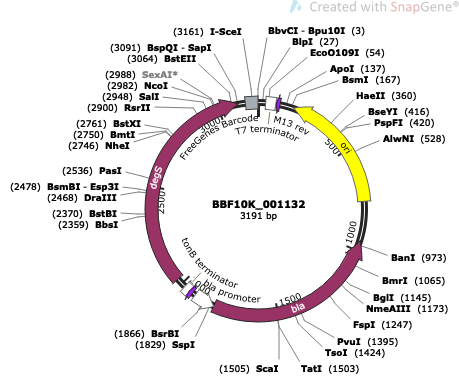 Created with SnapGene®
(3161) I-SceI
BbvCI - Bpu10I (3)
(3091) BspQI - SapI
BlpI (27)
(3064) BstEII
EcoO109I (54)
(2988) SexAI*
ApoI (137)
(2982) NcoI
BsmI (167)
(2948) SalI
HaeII (360)
(2900) RsrII
BseYI (416)
(2761) BstXI
PspFI (420)
(2750) BmtI
AlwNI (528)
(2746) NheI
FreeGenes Barcode
M13 rev
T7 terminator
3000
ori
500
(2536) PasI
degS
(2478) BsmBI - Esp3I
(2468) DraIII
2500
BBF10K_001132
3191 bp
(2370) BstBI
(2359) BbsI
1000
tonB terminator
BanI (973)
bla promoter
BmrI (1065)
1500
bla
BglI (1145)
NmeAIII (1173)
FspI (1247)
(1866) BsrBI
PvuI (1395)
(1829) SspI
TsoI (1424)
(1505) ScaI
TatI (1503)